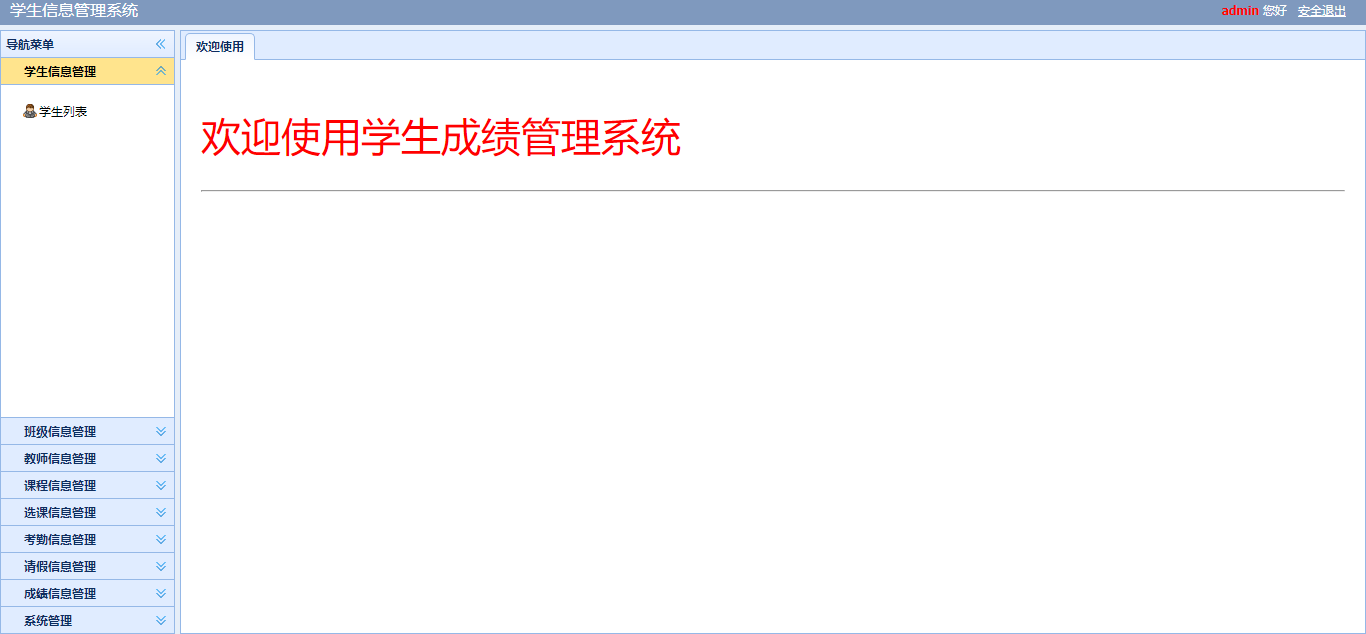 学生信息管理系统
admin 您好 安全退出
导航菜单
欢迎使用
学生信息管理
学生列表
欢迎使用学生成绩管理系统
班级信息管理
教师信息管理
课程信息管理
选课信息管理
考勤信息管理
请假信息管理
成绩信息管理
系统管理